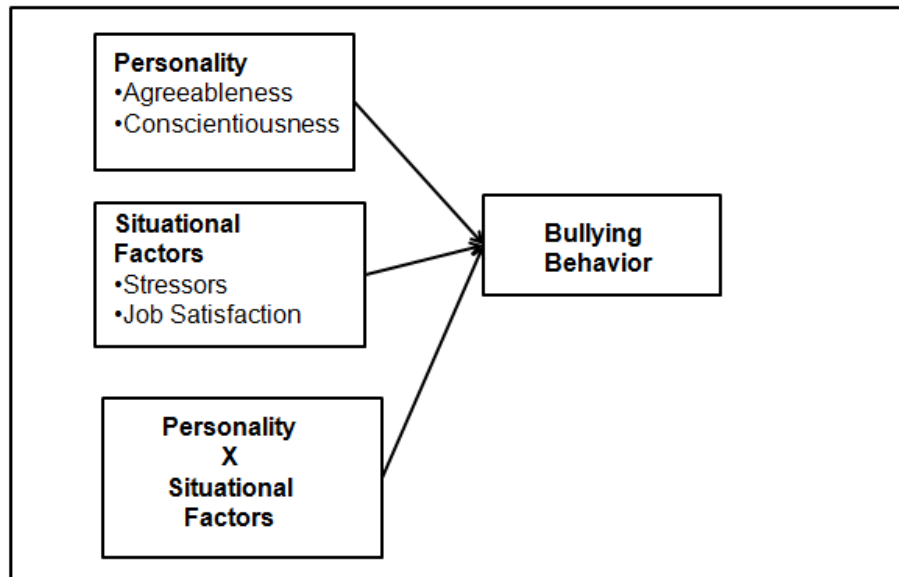 Personality
•Agreeableness
•Conscientiousness
Situational
Factors
•Stressors
•Job Satisfaction
Personality
X
Situational
Factors
Bullying
Behavior